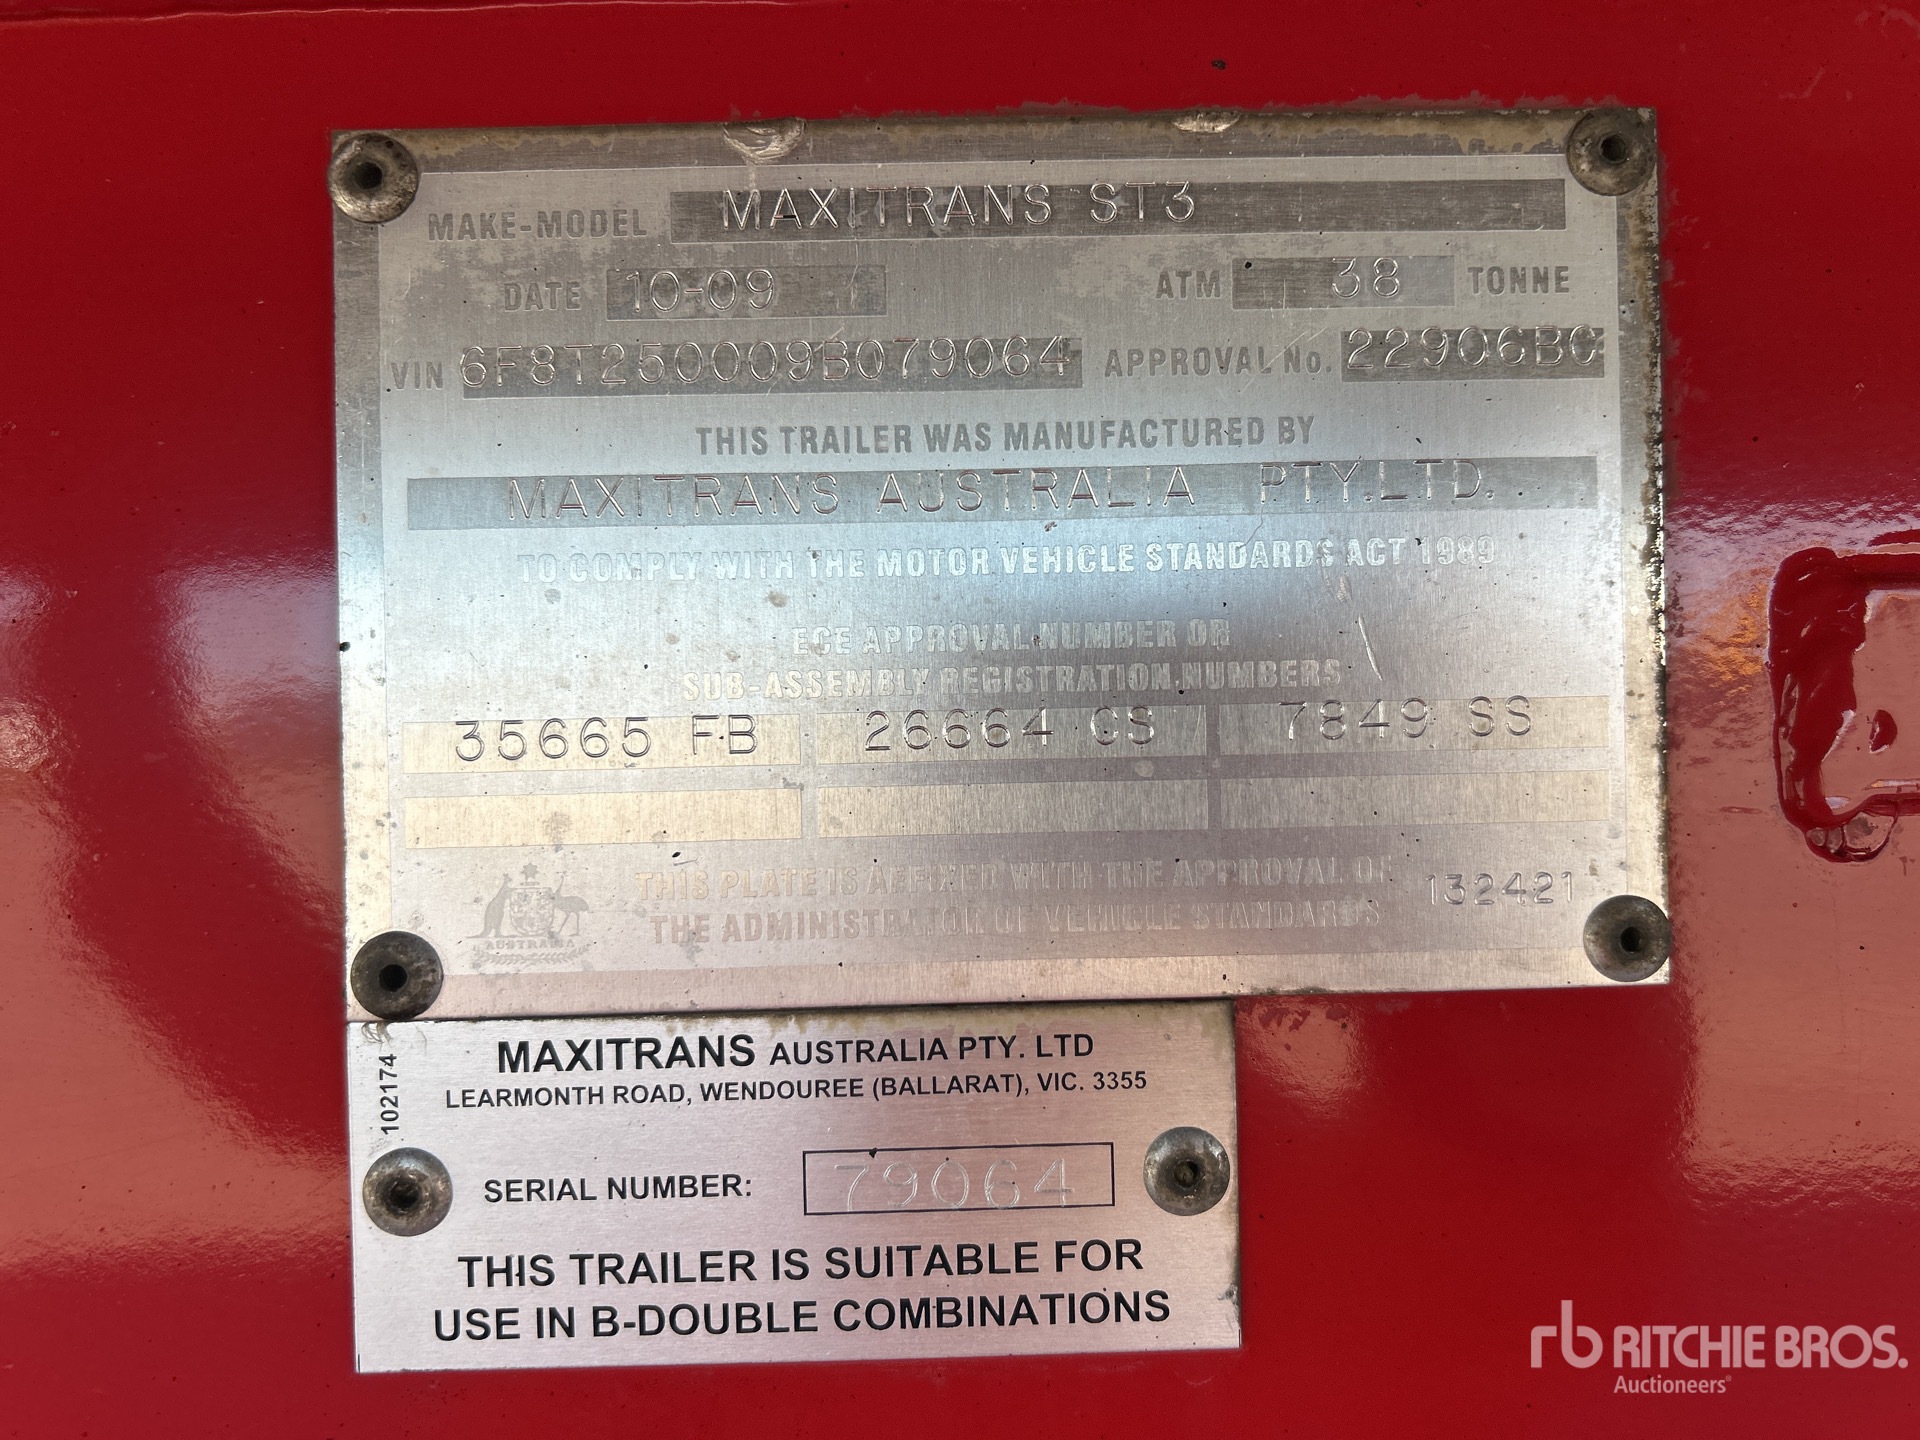 MAKE-MODEL MAXITRANS ST3
DATE 10-09 ATM 38 TONNE
VIN 6F8T250009B079064 APPROVAL No. 22906BC
THIS TRAILER WAS MANUFACTURED BY
MAXITRANS AUSTRALIA PTY.LTD.
TO COMPLY WITH THE MOTOR VEHICLE STANDARDS ACT 1989
ECE APPROVAL NUMBER OR
SUB-ASSEMBLY REGISTRATION NUMBERS
35665 FB 26664 CS 7849 SS
AUSTRALIA
THIS PLATE IS AFFIXED WITH THE APPROVAL OF
THE ADMINISTRATOR OF VEHICLE STANDARDS
132421
102174
MAXITRANS AUSTRALIA PTY. LTD
LEARMONTH ROAD, WENDOUREE (BALLARAT), VIC. 3355
SERIAL NUMBER: 79064
THIS TRAILER IS SUITABLE FOR
USE IN B-DOUBLE COMBINATIONS
rb RITCHIE BROS.
Auctioneers